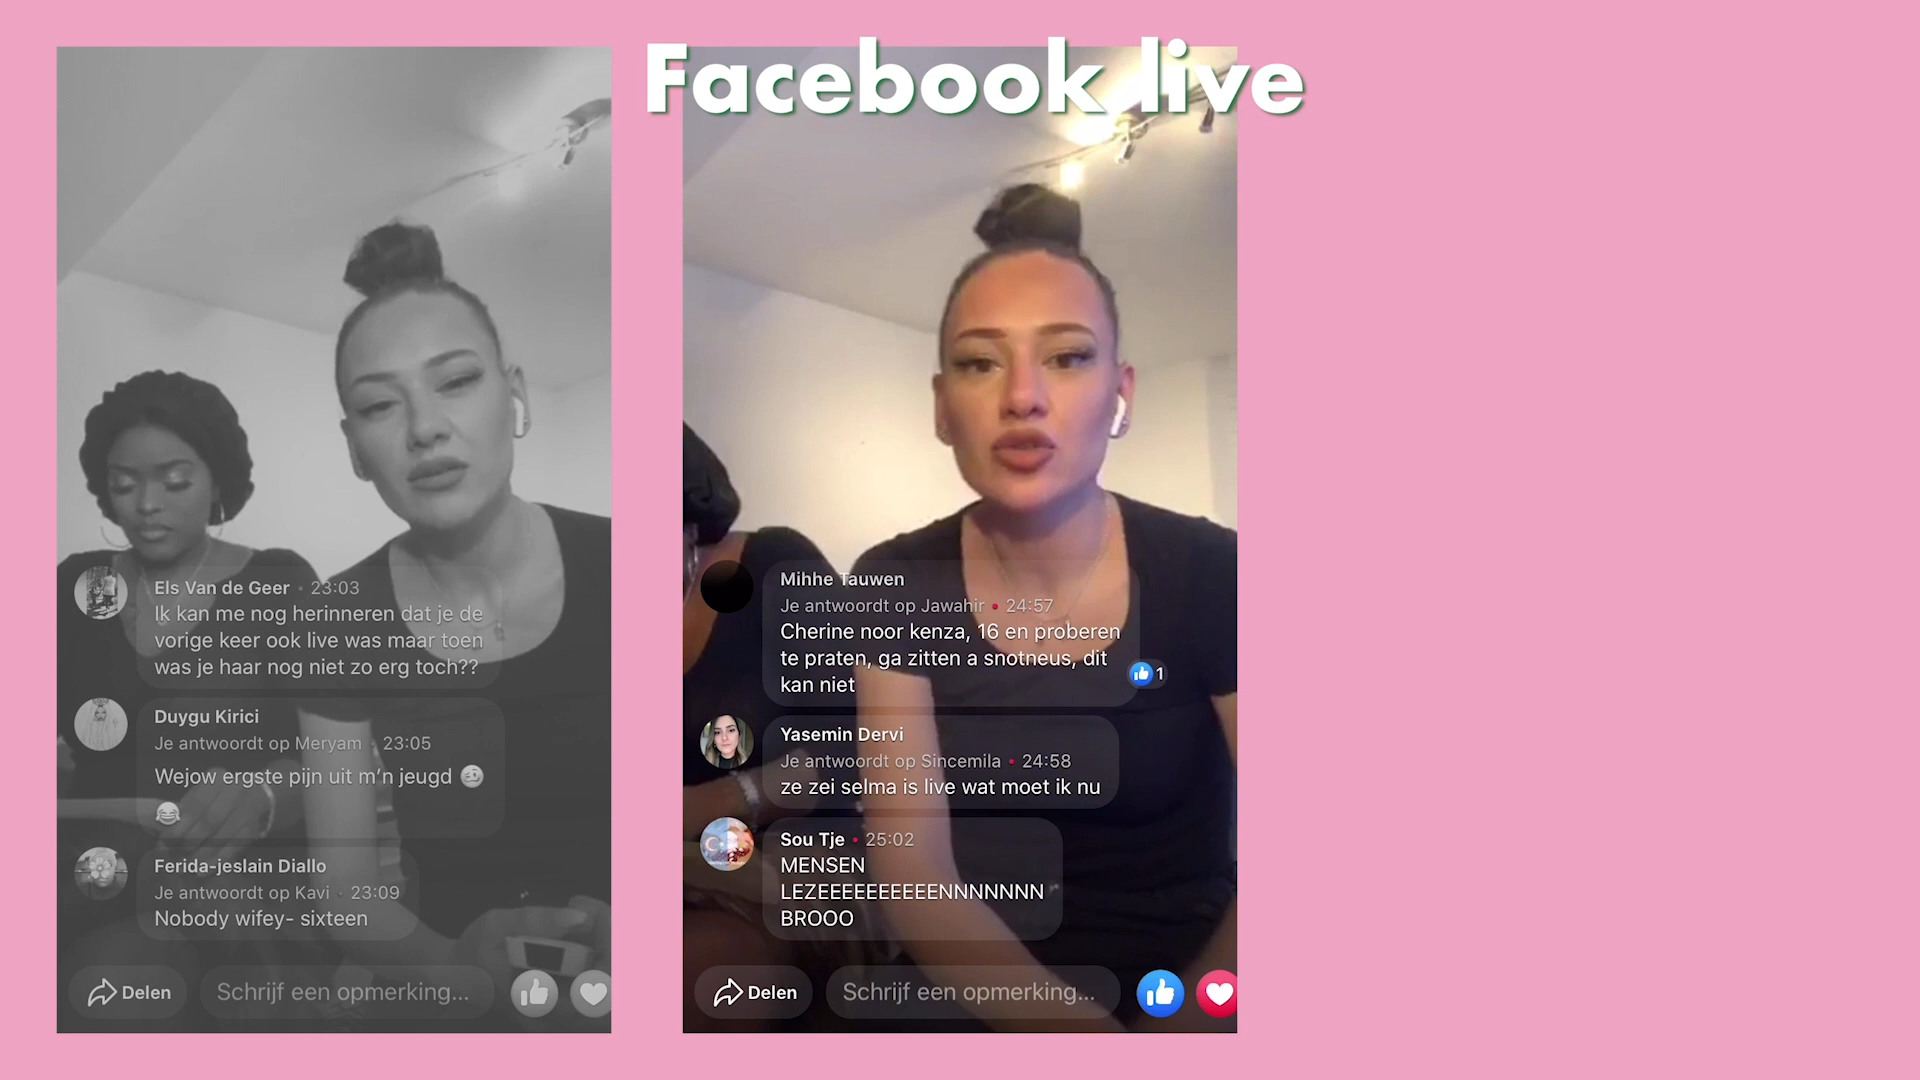 Facebook live
Els Van de Geer · 23:03
Ik kan me nog herinneren dat je de
vorige keer ook live was maar toen
was je haar nog niet zo erg toch??
Duygu Kirici
Je antwoordt op Meryam · 23:05
Wejow ergste pijn uit m'n jeugd 🥴
😂
Ferida-jeslain Diallo
Je antwoordt op Kavi · 23:09
Nobody wifey- sixteen
Delen
Schrijf een opmerking...
Mihhe Tauwen
Je antwoordt op Jawahir • 24:57
Cherine noor kenza, 16 en proberen
te praten, ga zitten a snotneus, dit
kan niet
1
Yasemin Dervi
Je antwoordt op Sincemila • 24:58
ze zei selma is live wat moet ik nu
Sou Tje • 25:02
MENSEN
LEZEEEEEEEEEENNNNNNN
BROOO
Delen
Schrijf een opmerking...